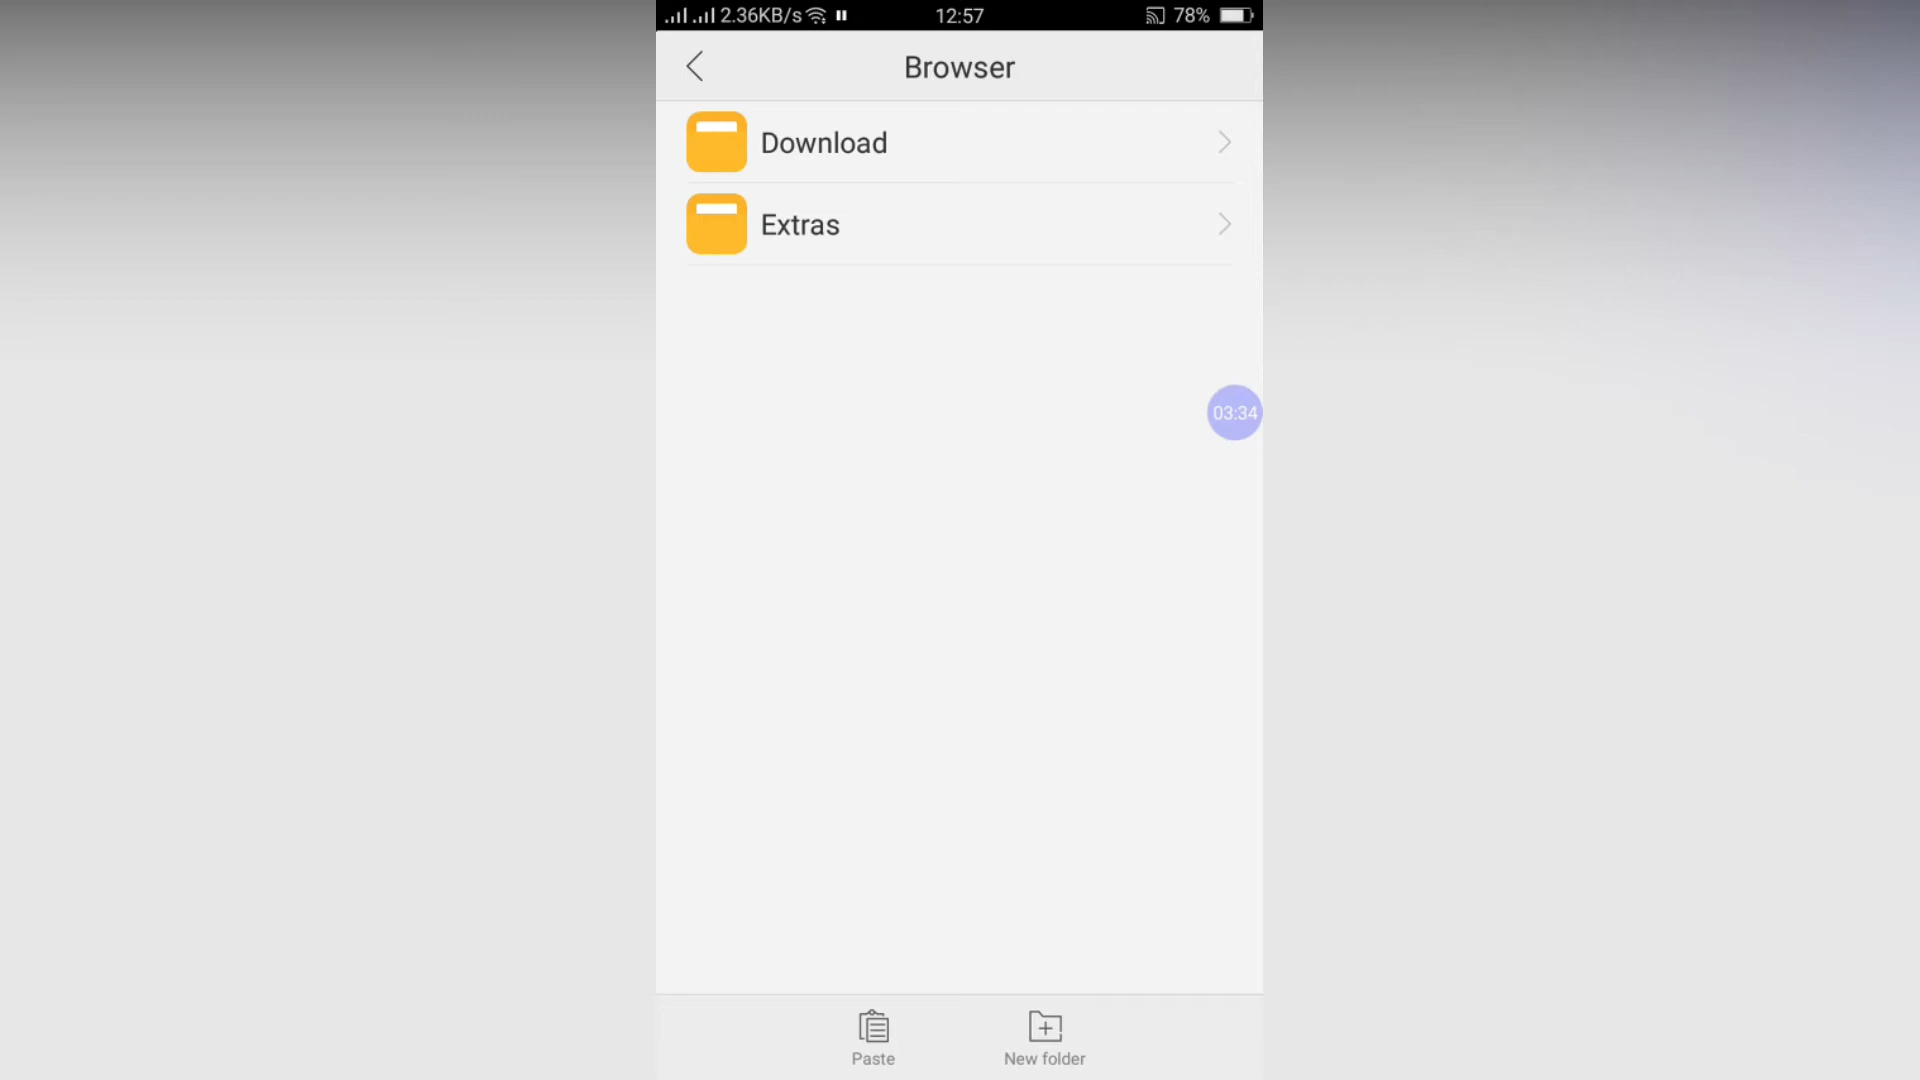 2.36KB/s 12:57 78%
Browser
Download
Extras
03:34
Paste New folder